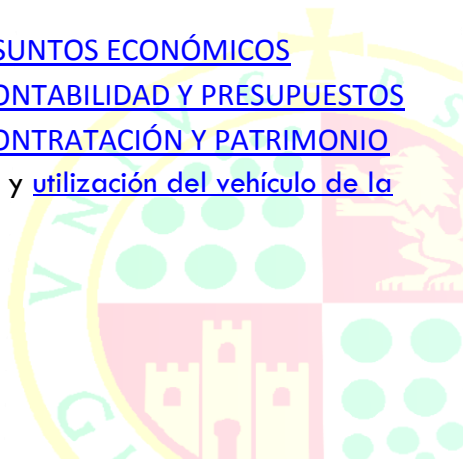 SUNTOS ECONÓMICOS
ONTABILIDAD Y PRESUPUESTOS
ONTRATACIÓN Y PATRIMONIO
y utilización del vehículo de la